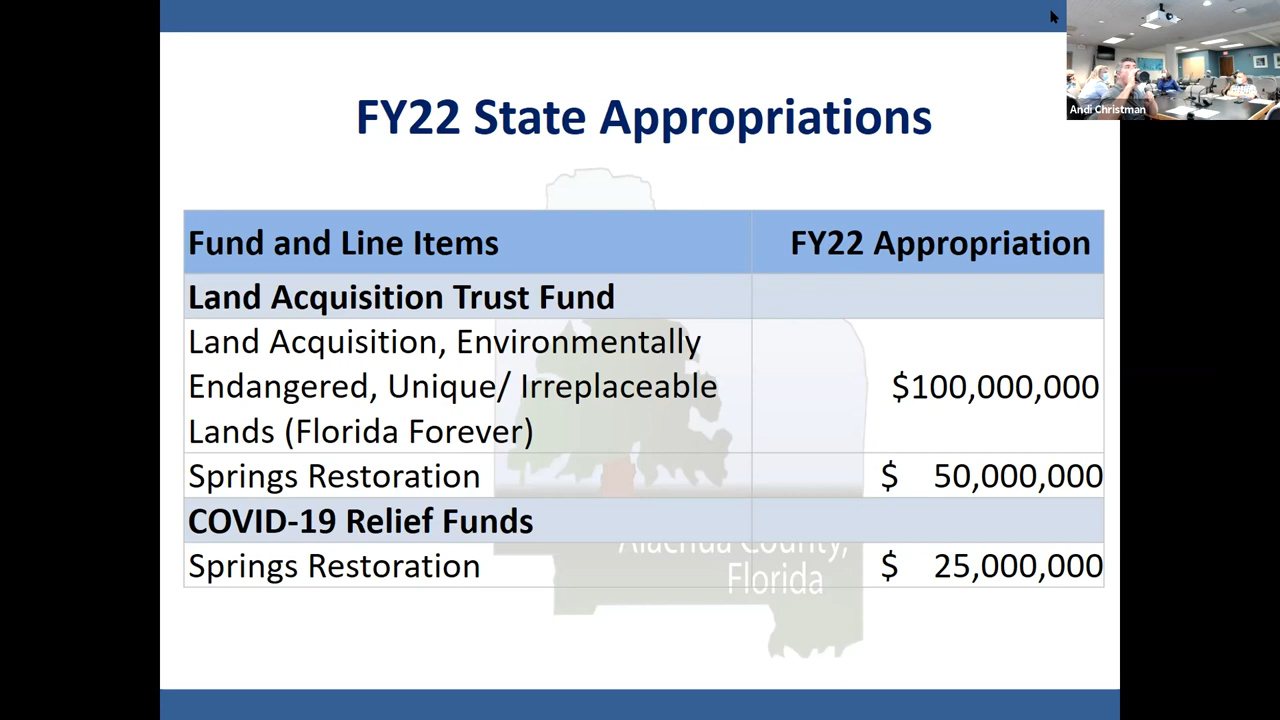 Andi Christman
FY22 State Appropriations
Fund and Line Items FY22 Appropriation
Land Acquisition Trust Fund
Land Acquisition, Environmentally
Endangered, Unique/ Irreplaceable
Lands (Florida Forever)
$100,000,000
Springs Restoration $ 50,000,000
COVID-19 Relief Funds
Alachua County,
Springs Restoration $ 25,000,000
Florida